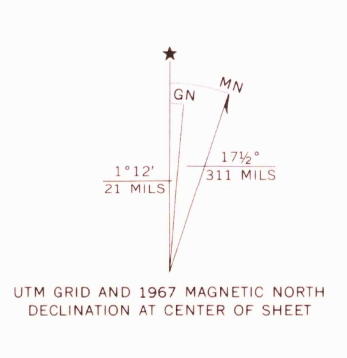 ★
MN
GN
1°12'
21 MILS
17½°
311 MILS
UTM GRID AND 1967 MAGNETIC NORTH
DECLINATION AT CENTER OF SHEET